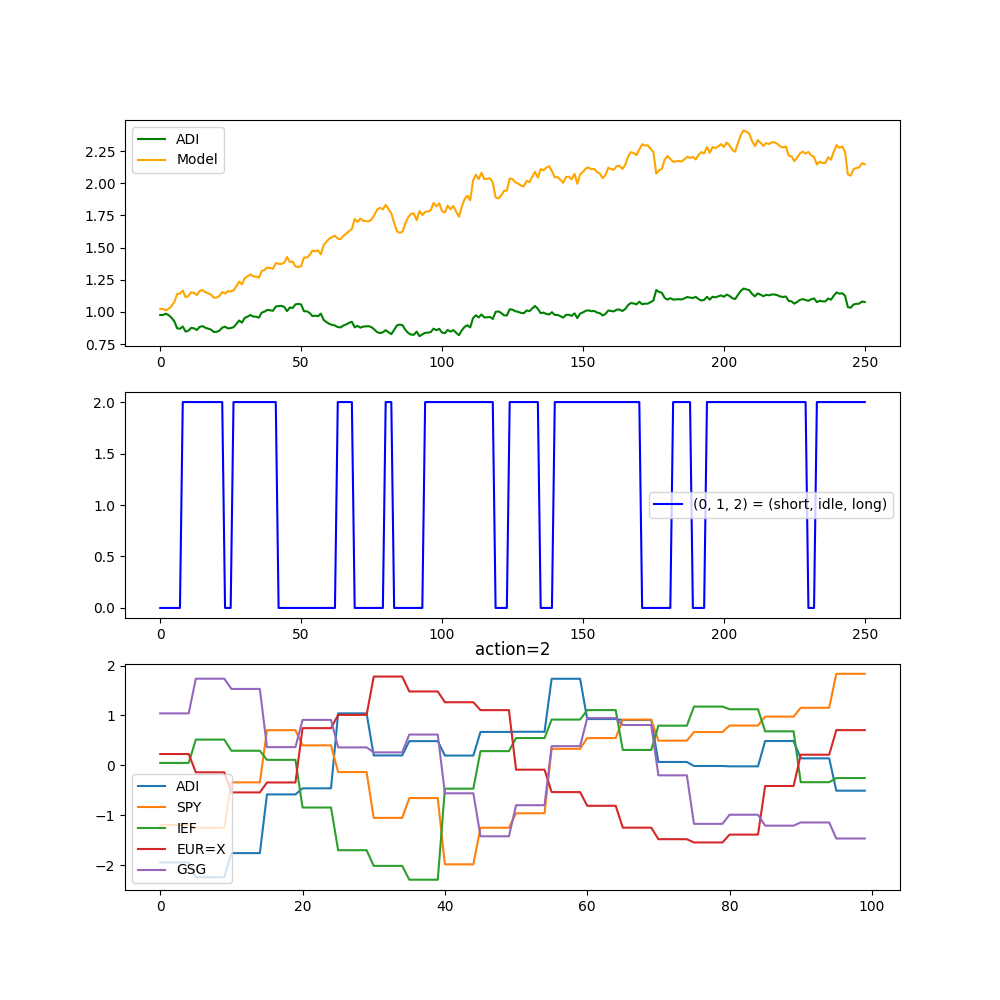 ADI
Model
2.25
2.00
1.75
1.50
1.25
1.00
0.75
0 50 100 150 200 250
2.0
1.5
1.0
0.5
0.0
(0, 1, 2) = (short, idle, long)
0 50 100 150 200 250
action=2
2
1
0
−1
−2
ADI
SPY
IEF
EUR=X
GSG
0 20 40 60 80 100